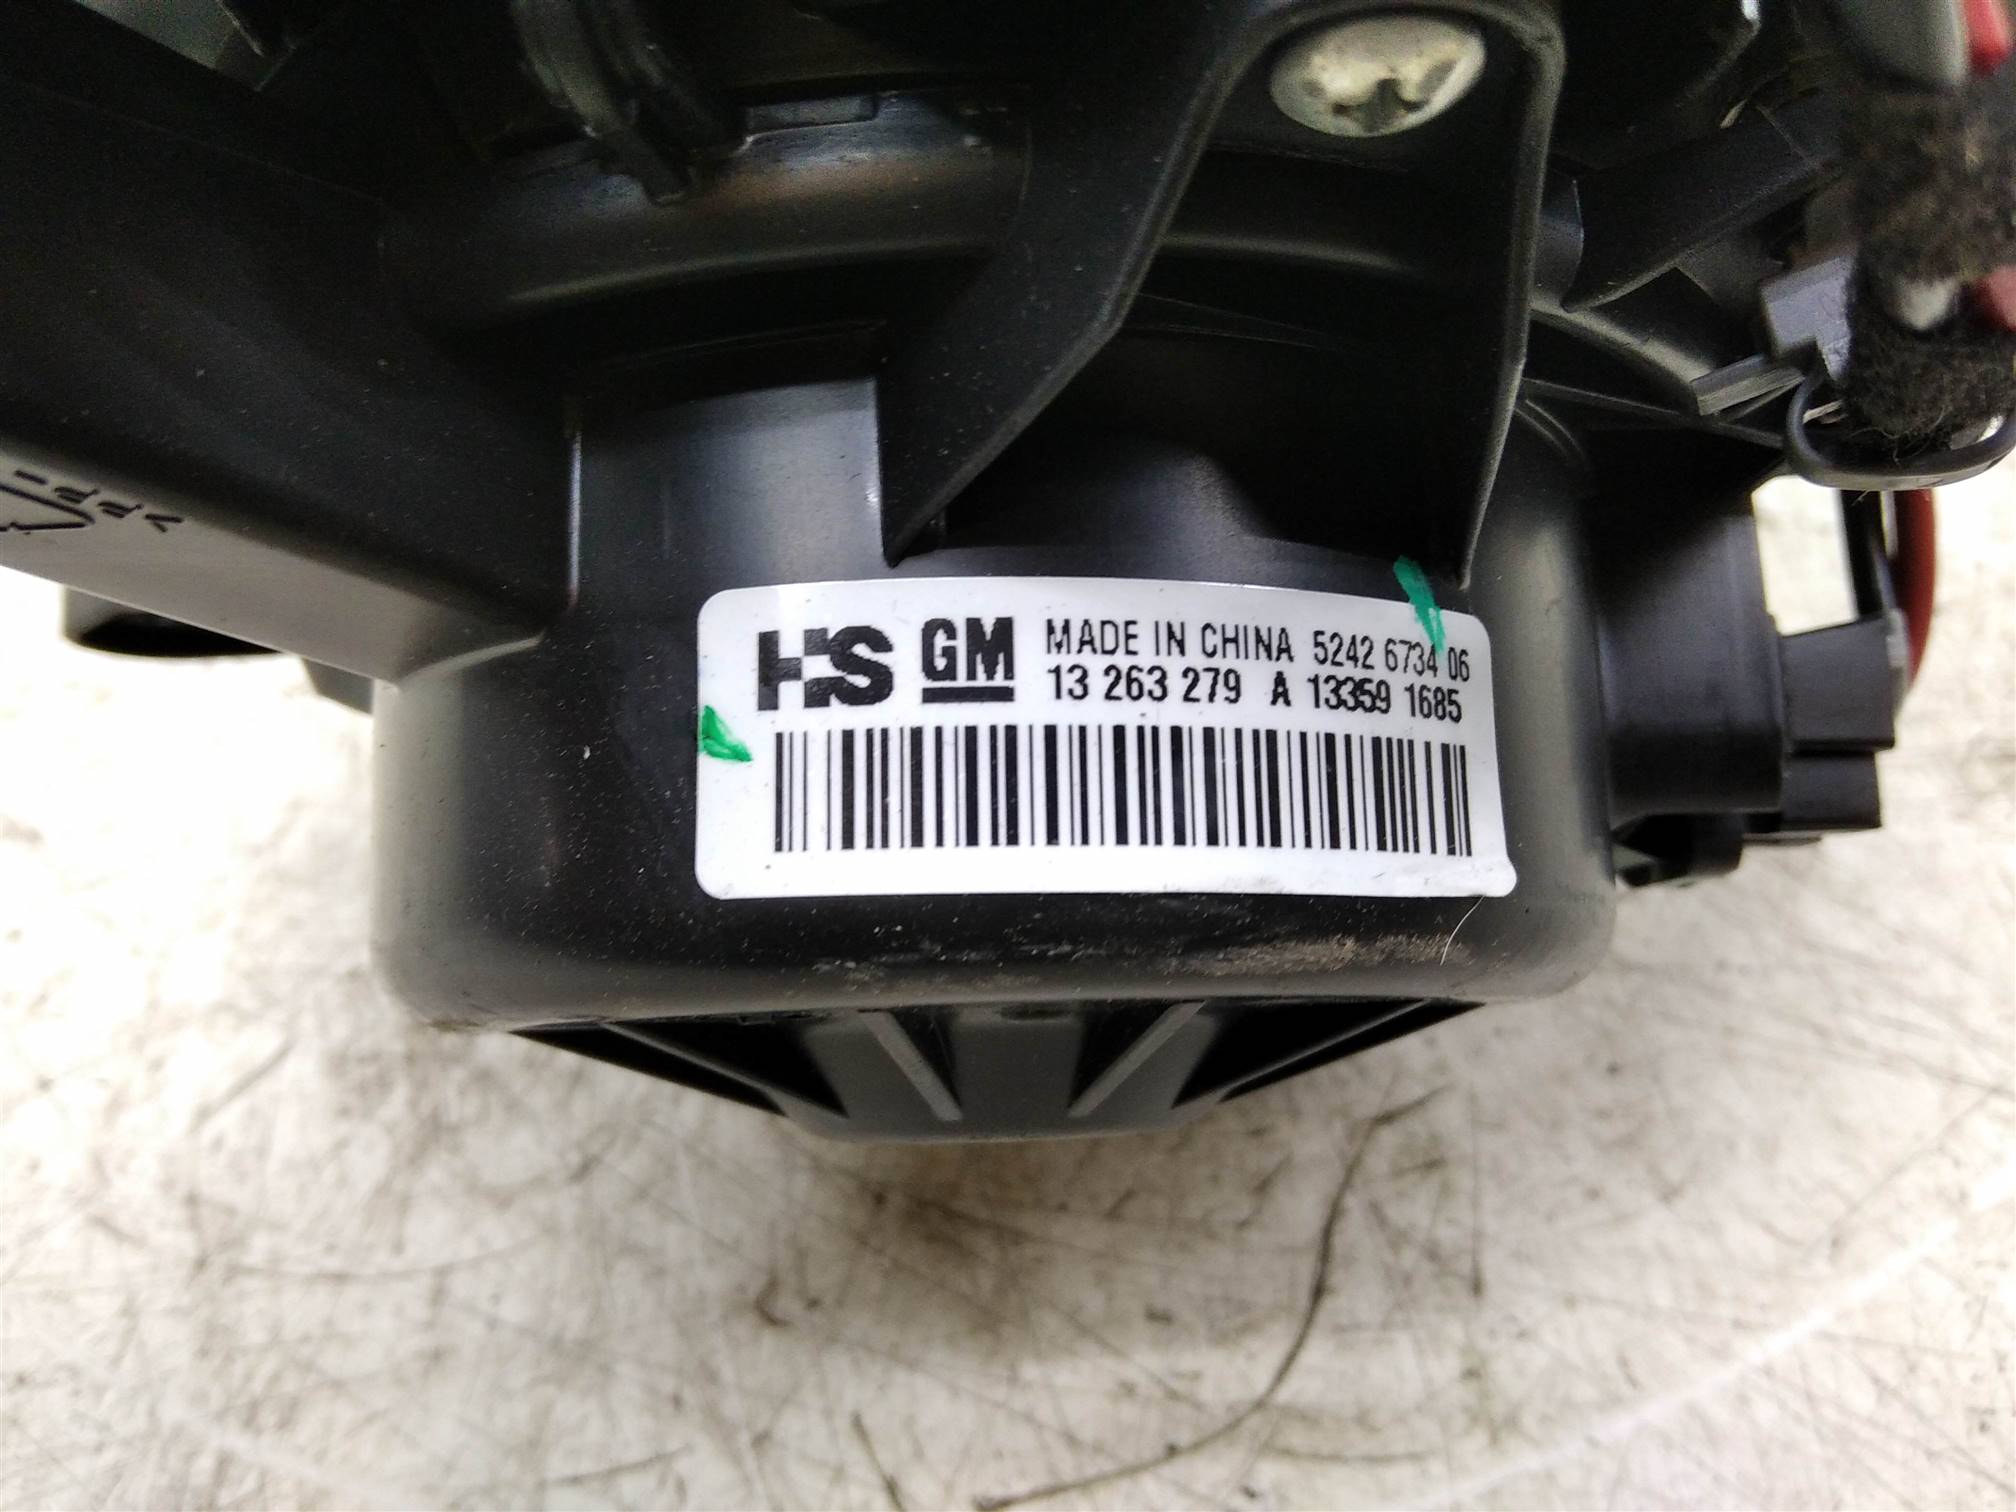 HS GM MADE IN CHINA 5242 6734 06
13 263 279 A 13359 1685